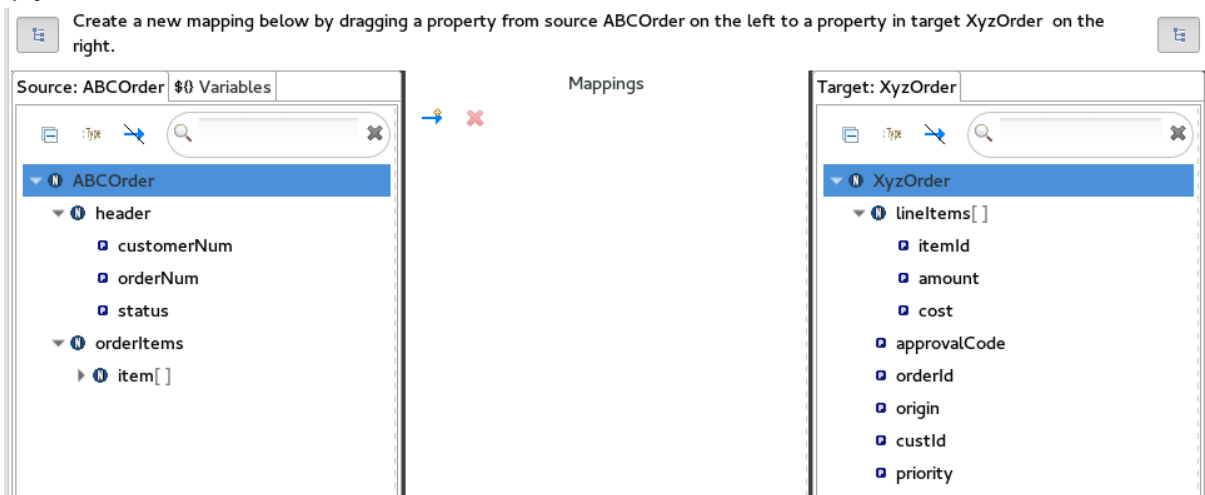 Create a new mapping below by dragging a property from source ABCOrder on the left to a property in target XyzOrder on the
right.
Source: ABCOrder
${} Variables
Mappings
Target: XyzOrder
:Type
:Type
ABCOrder
header
customerNum
orderNum
status
orderItems
item[ ]
XyzOrder
lineItems[ ]
itemId
amount
cost
approvalCode
orderId
origin
custId
priority